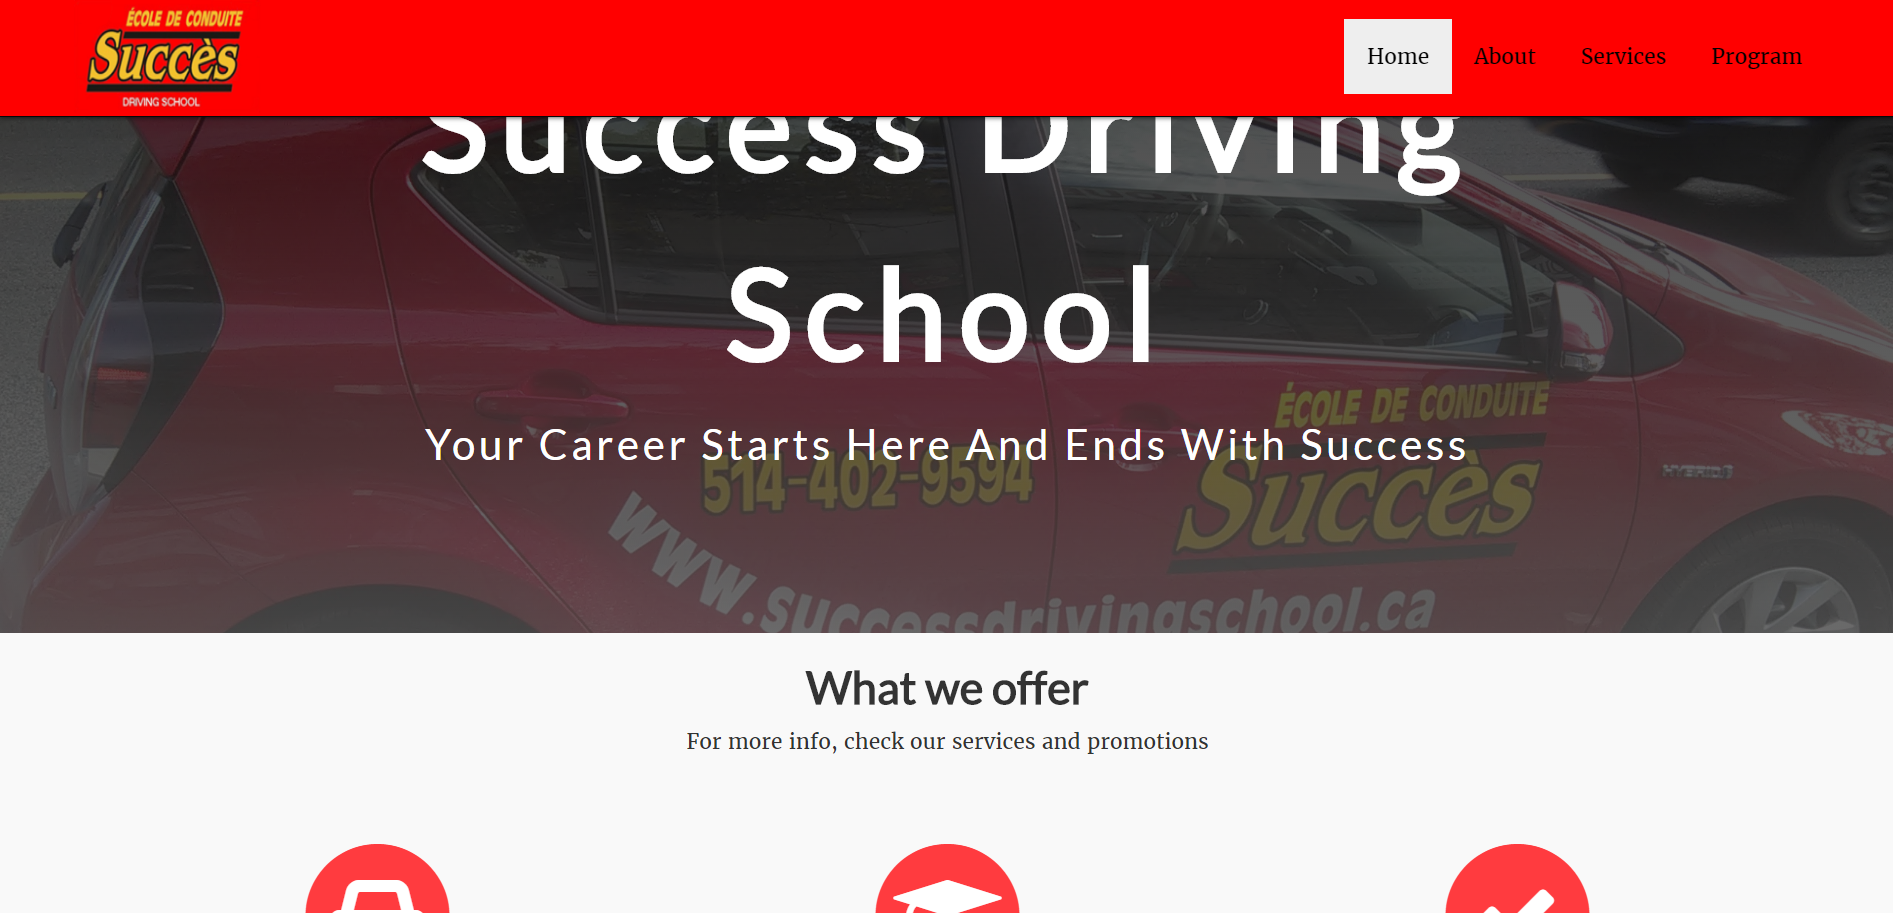 ÉCOLE DE CONDUITE
Succès
DRIVING SCHOOL
Home About Services Program
Success Driving
School
Your Career Starts Here And Ends With Success
ÉCOLE DE CONDUITE
514-402-9594
Succès
HYBRID
www.successdrivingschool.ca
What we offer
For more info, check our services and promotions